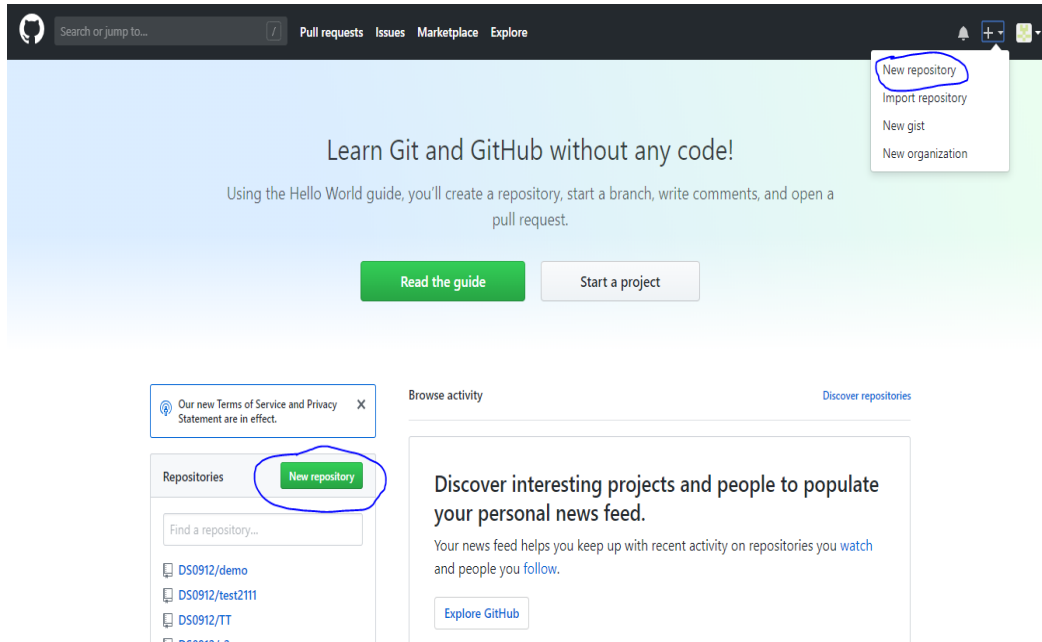 Search or jump to...
/
Pull requests
Issues
Marketplace
Explore
New repository
Import repository
New gist
New organization
Learn Git and GitHub without any code!
Using the Hello World guide, you'll create a repository, start a branch, write comments, and open a
pull request.
Read the guide
Start a project
Our new Terms of Service and Privacy
Statement are in effect.
Repositories
New repository
Find a repository...
DS0912/demo
DS0912/test2111
DS0912/TT
Browse activity
Discover repositories
Discover interesting projects and people to populate
your personal news feed.
Your news feed helps you keep up with recent activity on repositories you watch
and people you follow.
Explore GitHub